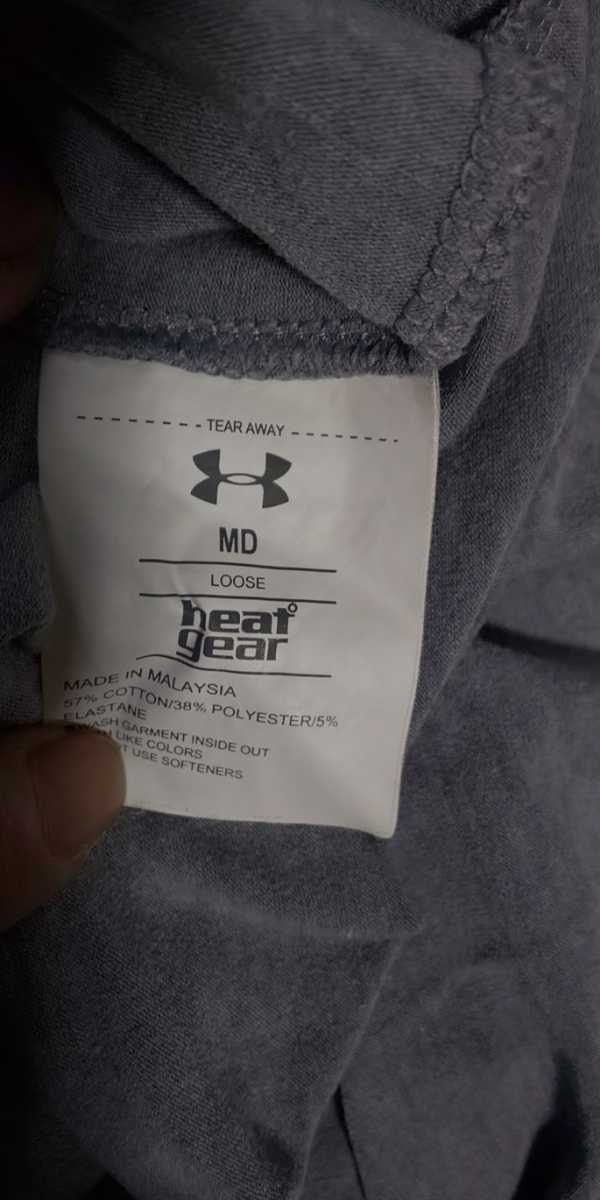 TEAR AWAY
MD
LOOSE
heat gear
MADE IN MALAYSIA
57% COTTON/38% POLYESTER/5%
ELASTANE
WASH GARMENT INSIDE OUT
LIKE COLORS
USE SOFTENERS